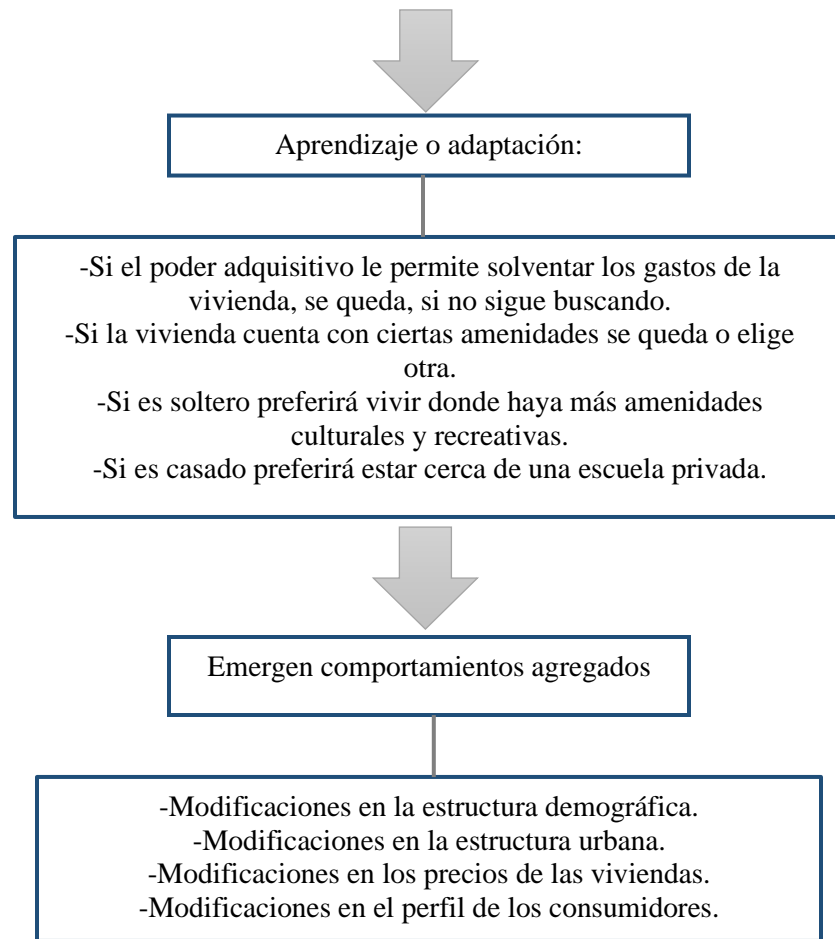 Aprendizaje o adaptación:
-Si el poder adquisitivo le permite solventar los gastos de la
vivienda, se queda, si no sigue buscando.
-Si la vivienda cuenta con ciertas amenidades se queda o elige
otra.
-Si es soltero preferirá vivir donde haya más amenidades
culturales y recreativas.
-Si es casado preferirá estar cerca de una escuela privada.
Emergen comportamientos agregados
-Modificaciones en la estructura demográfica.
-Modificaciones en la estructura urbana.
-Modificaciones en los precios de las viviendas.
-Modificaciones en el perfil de los consumidores.